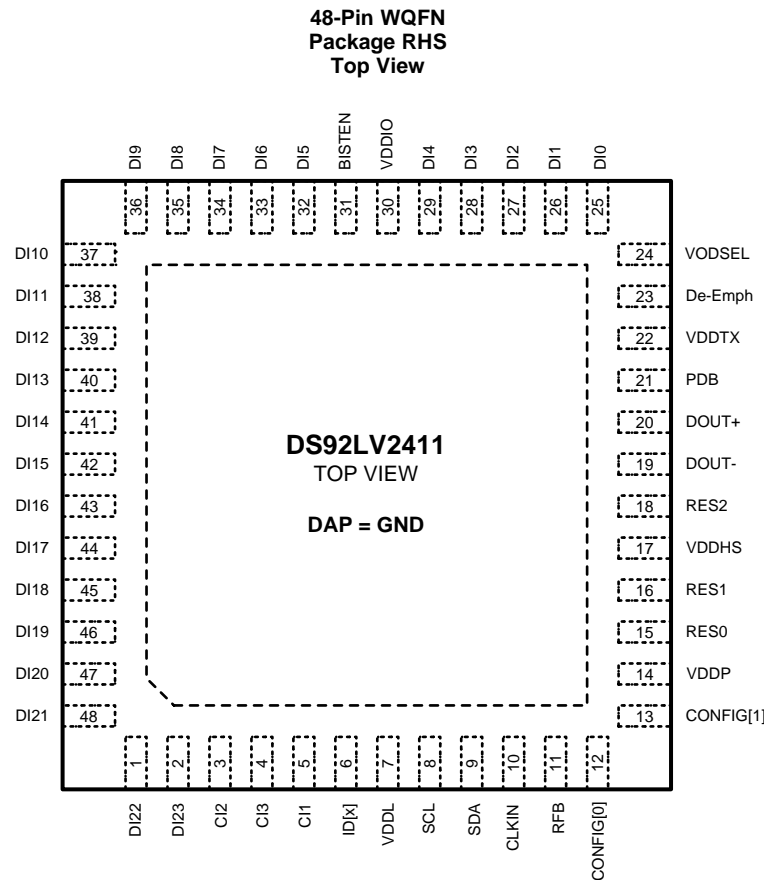 48-Pin WQFN
Package RHS
Top View
DI9
DI8
DI7
DI6
DI5
BISTEN
VDDIO
DI4
DI3
DI2
DI1
DI0
36
35
34
33
32
31
30
29
28
27
26
25
DI10 37
DI11 38
DI12 39
DI13 40
DI14 41
DI15 42
DI16 43
DI17 44
DI18 45
DI19 46
DI20 47
DI21 48
DS92LV2411
TOP VIEW
DAP = GND
24 VODSEL
23 De-Emph
22 VDDTX
21 PDB
20 DOUT+
19 DOUT-
18 RES2
17 VDDHS
16 RES1
15 RES0
14 VDDP
13 CONFIG[1]
1
2
3
4
5
6
7
8
9
10
11
12
DI22
DI23
CI2
CI3
CI1
ID[x]
VDDL
SCL
SDA
CLKIN
RFB
CONFIG[0]